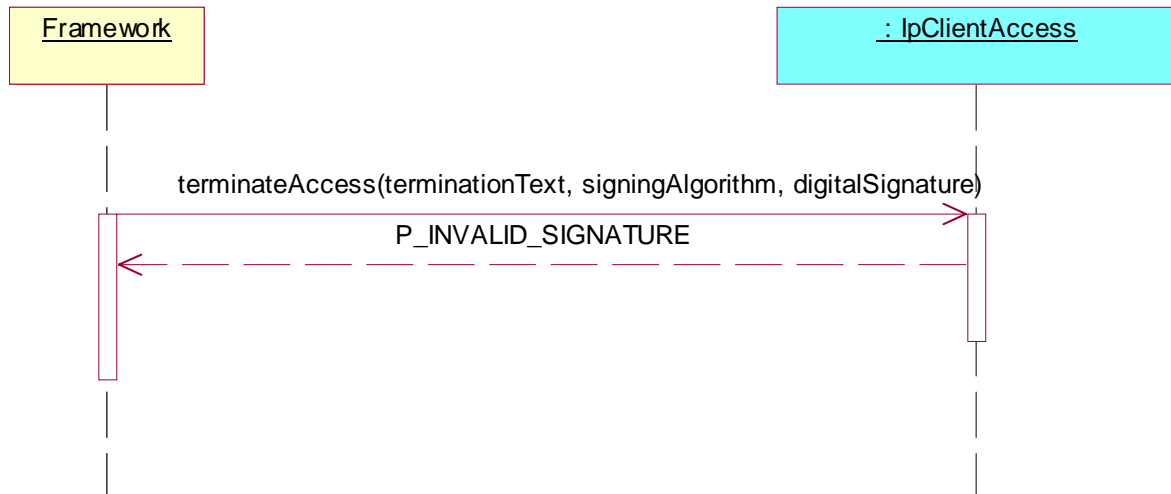 Framework
: IpClientAccess
terminateAccess(terminationText, signingAlgorithm, digitalSignature)
P_INVALID_SIGNATURE